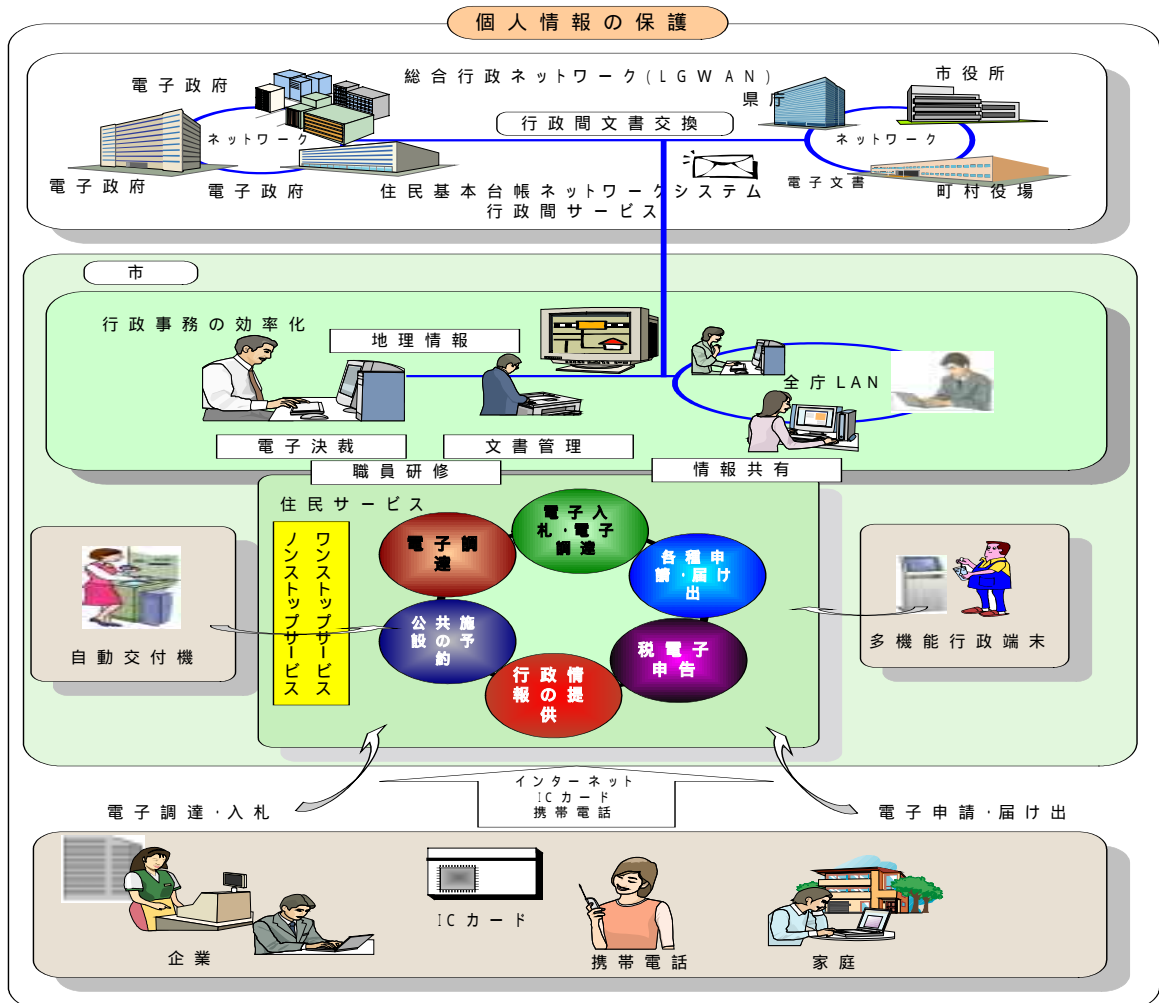 個人情報の保護
電子政府
総合行政ネットワーク(LGWAN)
県庁
市役所
ネットワーク
行政間文書交換
ネットワーク
電子政府
電子政府
住民基本台帳ネットワークシステム
行政間サービス
電子文書
町村役場
市
行政事務の効率化
地理情報
全庁LAN
電子決裁
文書管理
職員研修
情報共有
住民サービス
ワンストップサービス
ノンストップサービス
電子調
達
電子入
札・電子
調達
各種申
請・届け
出
公共施
設の予
約
税電子
申告
行政情
報の提
供
自動交付機
多機能行政端末
インターネット
ICカード
携帯電話
電子調達・入札
電子申請・届け出
企業
ICカード
携帯電話
家庭